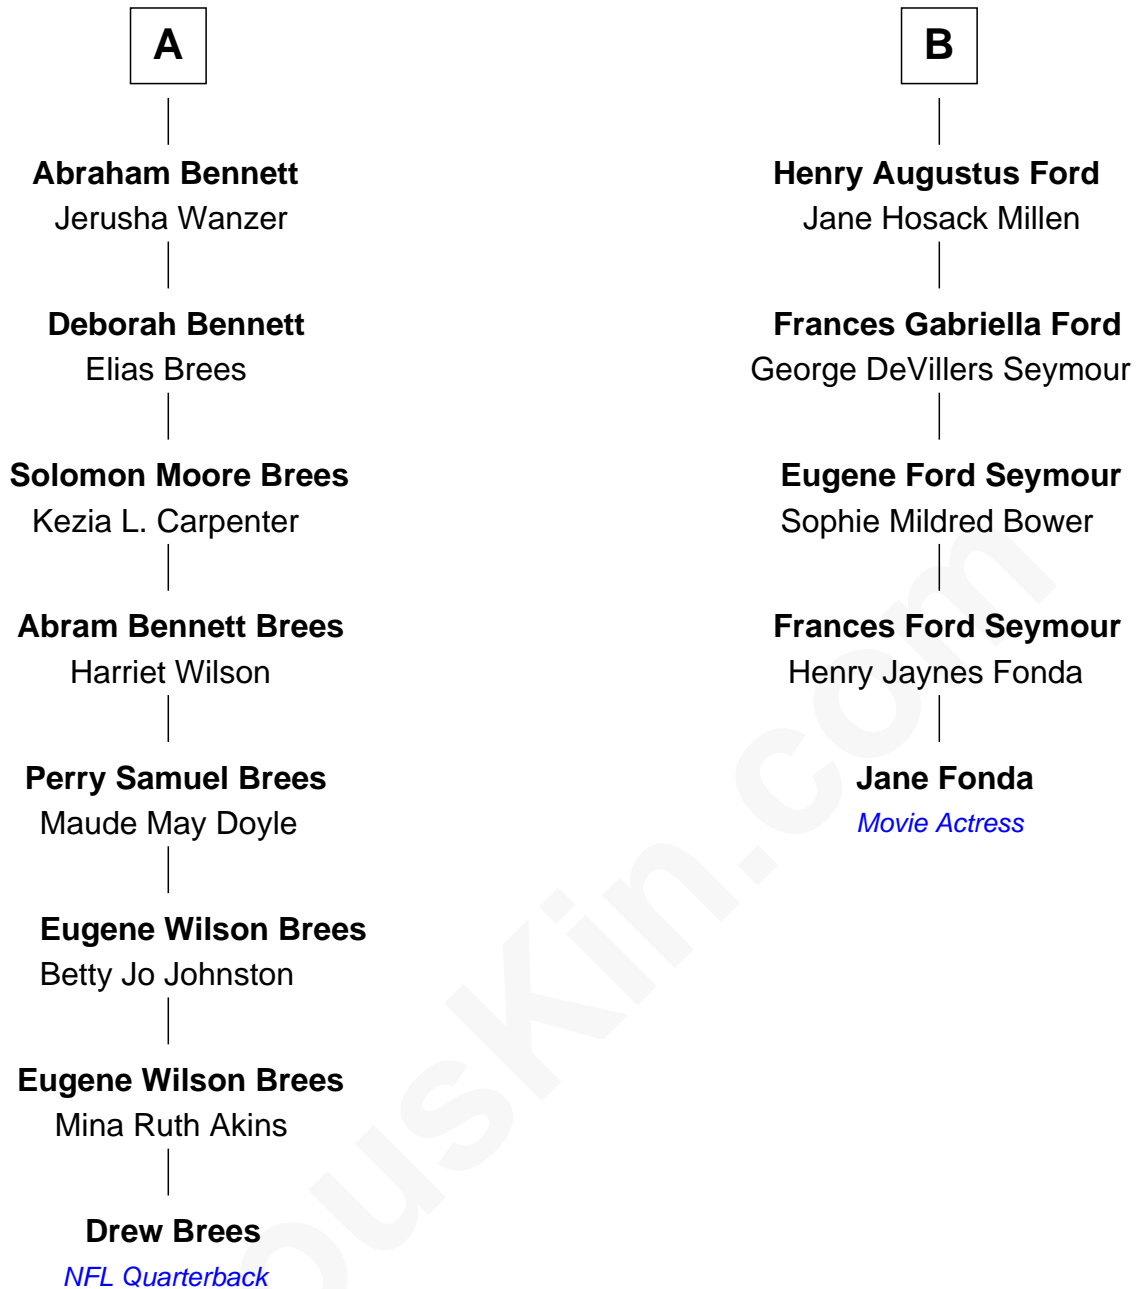 A
Abraham Bennett
Jerusha Wanzer
Deborah Bennett
Elias Brees
Solomon Moore Brees
Kezia L. Carpenter
Abram Bennett Brees
Harriet Wilson
Perry Samuel Brees
Maude May Doyle
Eugene Wilson Brees
Betty Jo Johnston
Eugene Wilson Brees
Mina Ruth Akins
Drew Brees
NFL Quarterback
B
Henry Augustus Ford
Jane Hosack Millen
Frances Gabriella Ford
George DeVillers Seymour
Eugene Ford Seymour
Sophie Mildred Bower
Frances Ford Seymour
Henry Jaynes Fonda
Jane Fonda
Movie Actress
ousKin.com